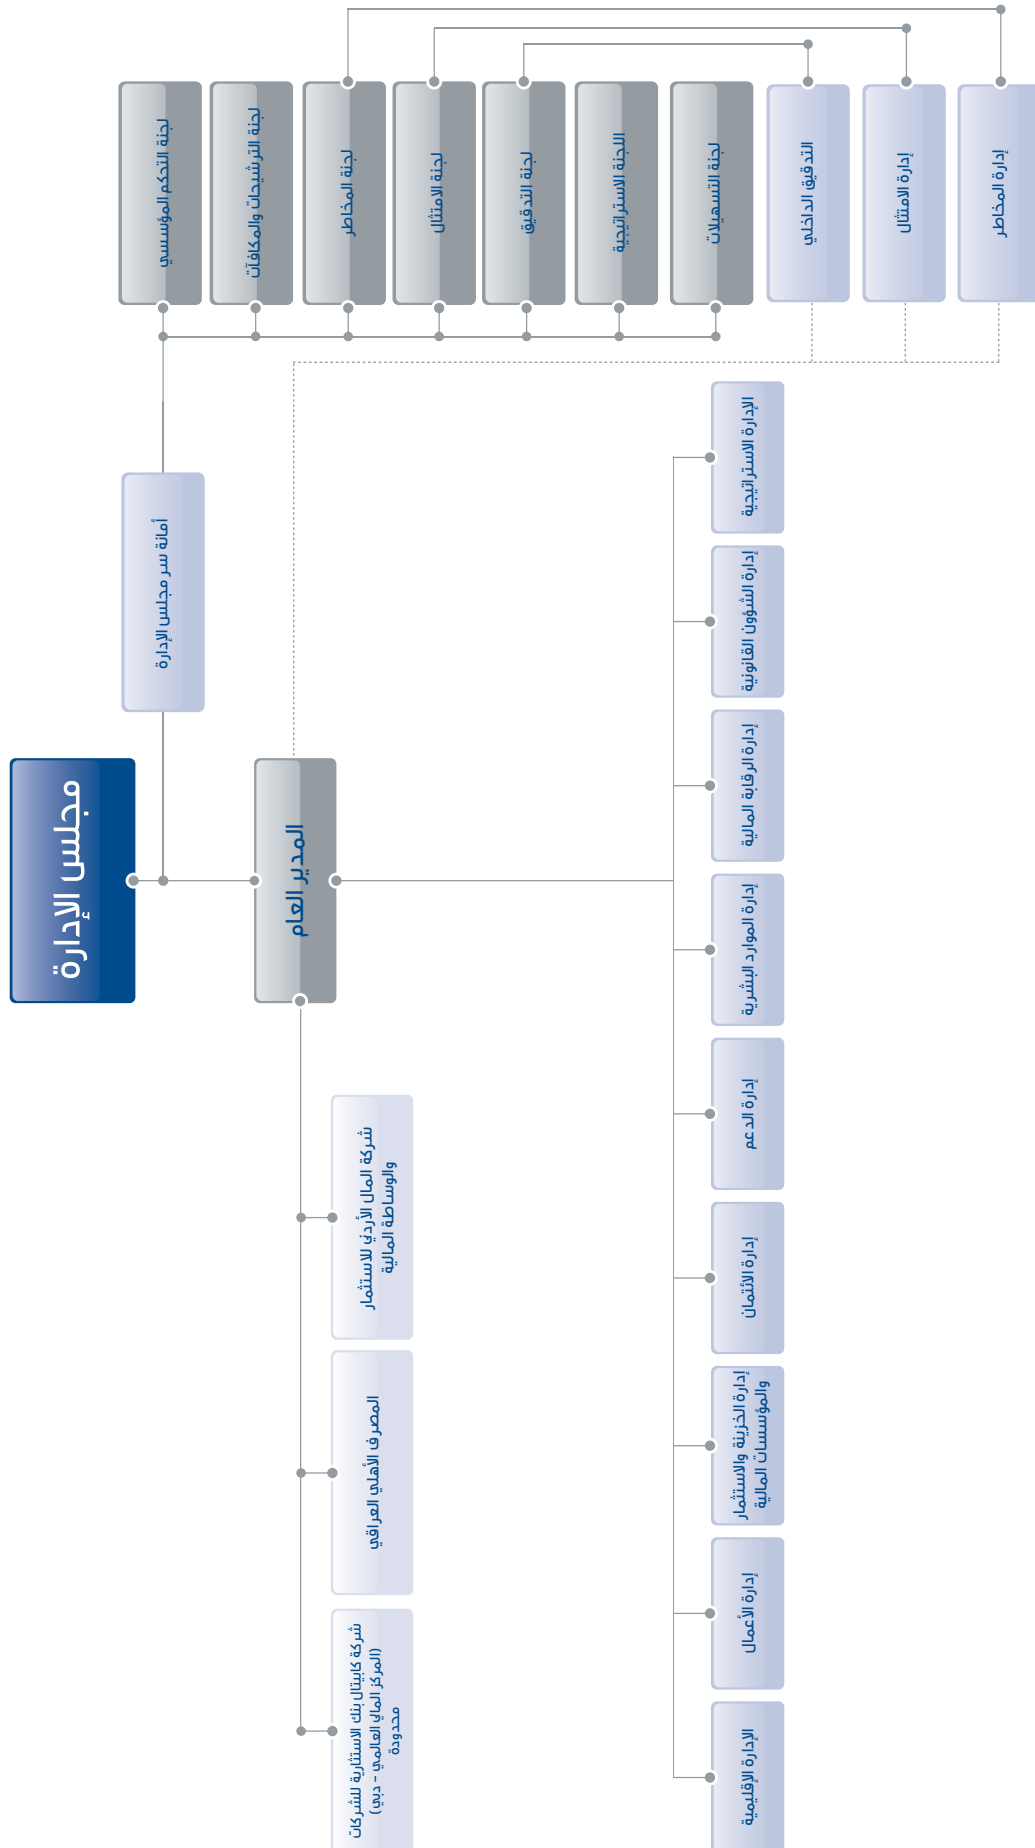 مجلس الإدارة
أمانة سر مجلس الإدارة
لجنة التحكم المؤسسي
لجنة الترشيحات والمكافآت
لجنة المخاطر
لجنة الامتثال
لجنة التدقيق
اللجنة الاستراتيجية
لجنة التسهيلات
التدقيق الداخلي
إدارة الامتثال
إدارة المخاطر
المدير العام
شركة المال الأردني للاستثمار
والوساطة المالية
المصرف الأهلي العراقي
شركة كابيتال بنك الاستثارية للشركات
(المركز المالي العالمي - دبي)
محدودة
الإدارة الاستراتيجية
إدارة الشؤون القانونية
إدارة الرقابة المالية
إدارة الموارد البشرية
إدارة الدعم
إدارة الائتمان
إدارة الخزينة والاستثمار
والمؤسسات المالية
إدارة الأعمال
الإدارة الإقليمية